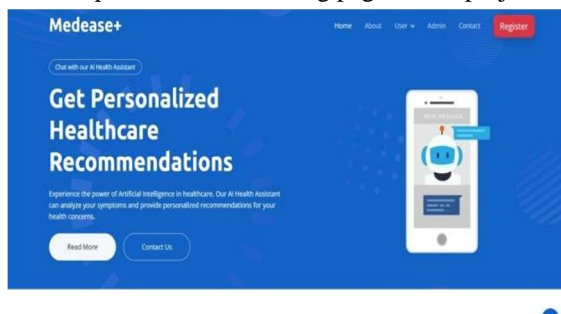 Medease+
Home About User Admin Contact Register
Chat with our AI Health Assistant
Get Personalized
Healthcare
Recommendations
Experience the power of Artificial Intelligence in healthcare. Our AI Health Assistant
can analyze your symptoms and provide personalized recommendations for your
health concerns.
Read More Contact Us
NEW MESSAGE